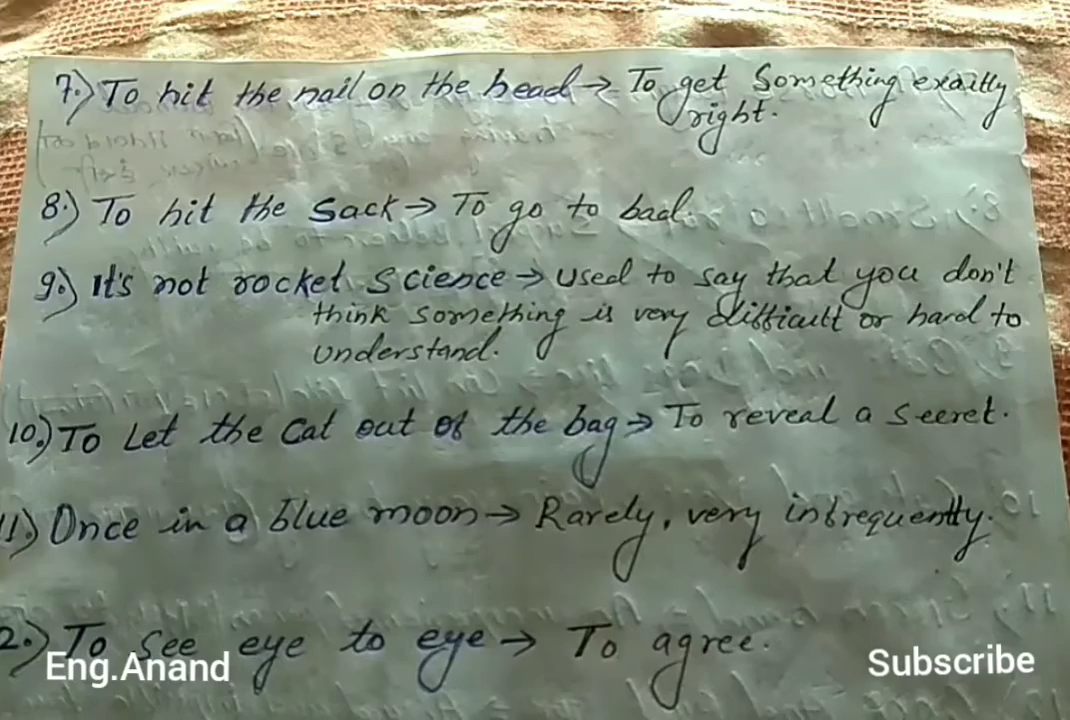 7.) To hit the nail on the head → To get Something exactly
right.
8.) To hit the Sack → To go to bad.
9.) It's not rocket Science → Used to say that you don't
think something is very difficult or hard to
understand.
10.) To Let the Cat out of the bag → To reveal a Secret.
11.) Once in a blue moon → Rarely, very infrequently.
2.) To See eye to eye → To agree.
Eng.Anand
Subscribe